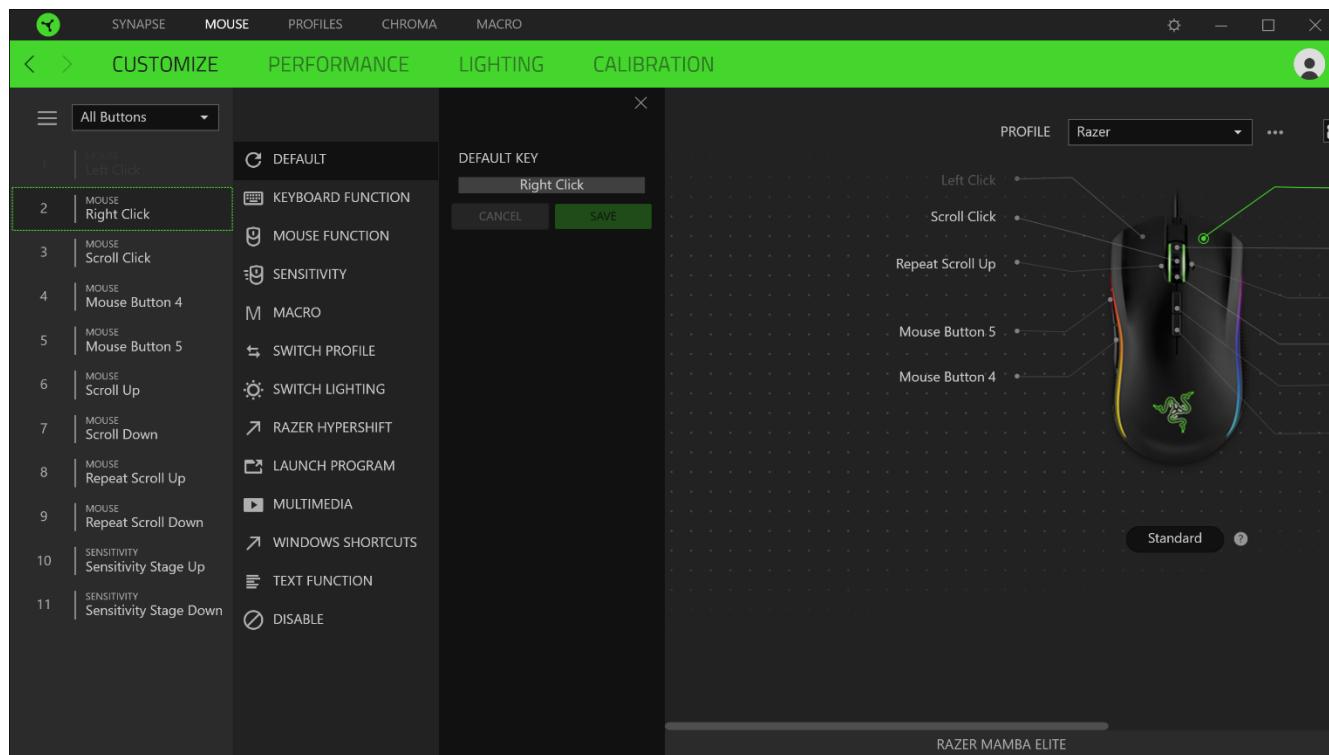 SYNAPSE MOUSE PROFILES CHROMA MACRO
CUSTOMIZE PERFORMANCE LIGHTING CALIBRATION
All Buttons
1 MOUSE
Left Click
2 MOUSE
Right Click
3 MOUSE
Scroll Click
4 MOUSE
Mouse Button 4
5 MOUSE
Mouse Button 5
6 MOUSE
Scroll Up
7 MOUSE
Scroll Down
8 MOUSE
Repeat Scroll Up
9 MOUSE
Repeat Scroll Down
10 SENSITIVITY
Sensitivity Stage Up
11 SENSITIVITY
Sensitivity Stage Down
DEFAULT
KEYBOARD FUNCTION
MOUSE FUNCTION
SENSITIVITY
MACRO
SWITCH PROFILE
SWITCH LIGHTING
RAZER HYPERSHIFT
LAUNCH PROGRAM
MULTIMEDIA
WINDOWS SHORTCUTS
TEXT FUNCTION
DISABLE
DEFAULT KEY
Right Click
CANCEL SAVE
PROFILE Razer
Left Click
Scroll Click
Repeat Scroll Up
Mouse Button 5
Mouse Button 4
Standard ?
RAZER MAMBA ELITE